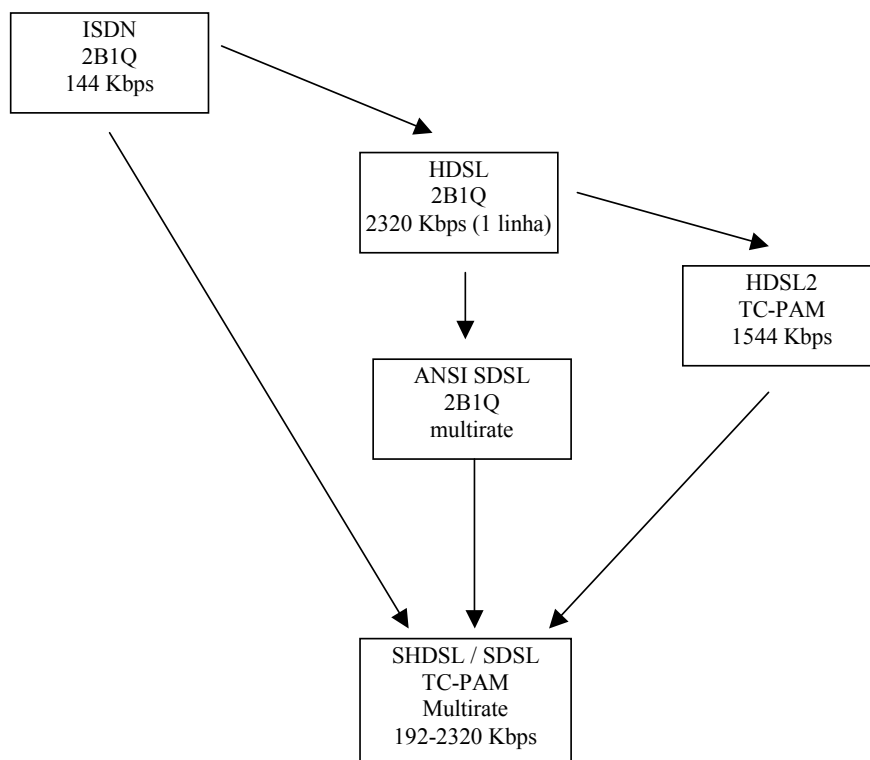 ISDN
2B1Q
144 Kbps
HDSL
2B1Q
2320 Kbps (1 linha)
HDSL2
TC-PAM
1544 Kbps
ANSI SDSL
2B1Q
multirate
SHDSL / SDSL
TC-PAM
Multirate
192-2320 Kbps